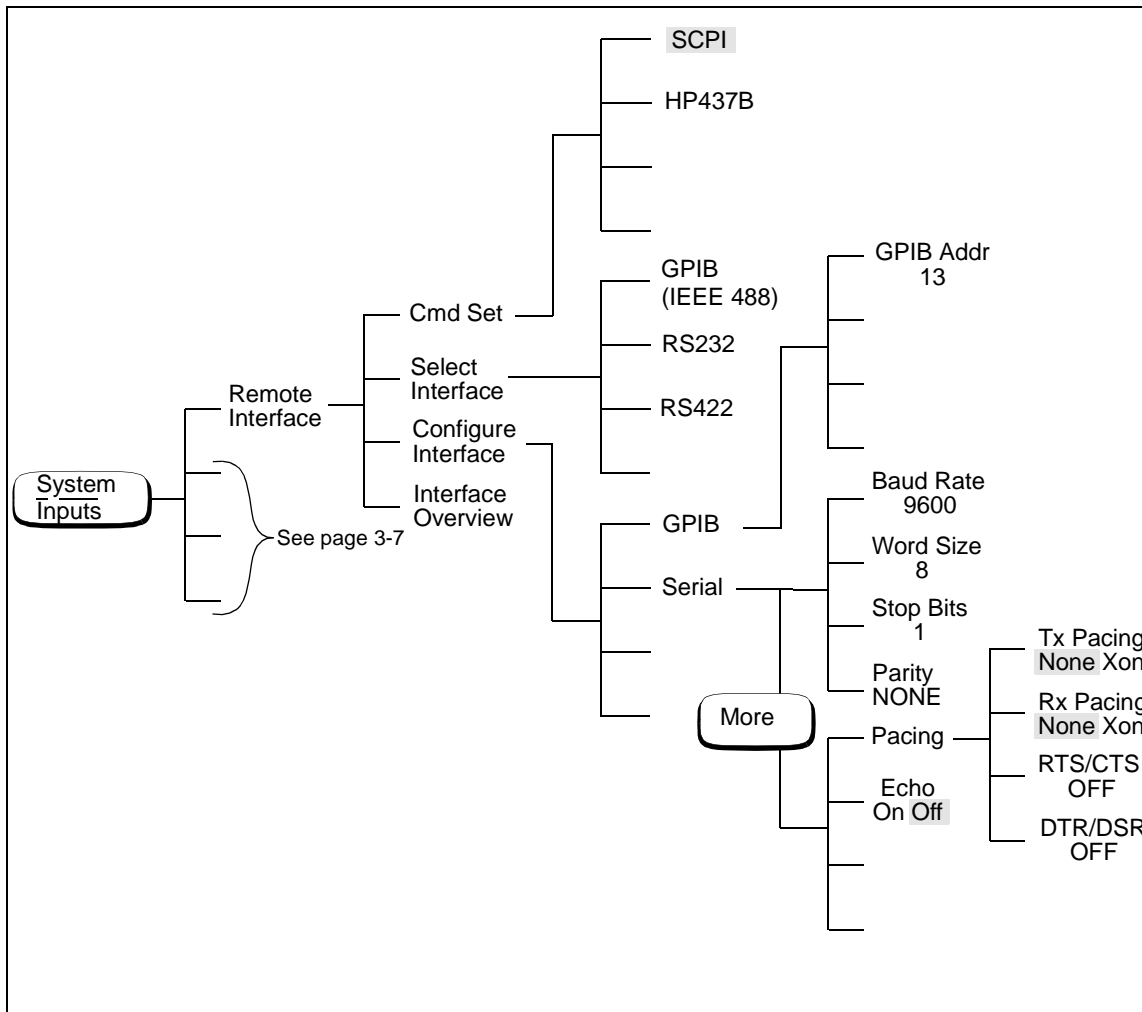 SCPI
HP437B
GPIB Addr
13
GPIB
(IEEE 488)
Cmd Set
RS232
Select
Interface
Remote
Interface
RS422
Configure
Interface
System
Inputs
Interface
Overview
Baud Rate
9600
See page 3-7
GPIB
Word Size
8
Serial
Stop Bits
1
Tx Pacing
None Xon
Parity
NONE
More
Rx Pacing
None Xon
Pacing
RTS/CTS
OFF
Echo
On Off
DTR/DSR
OFF